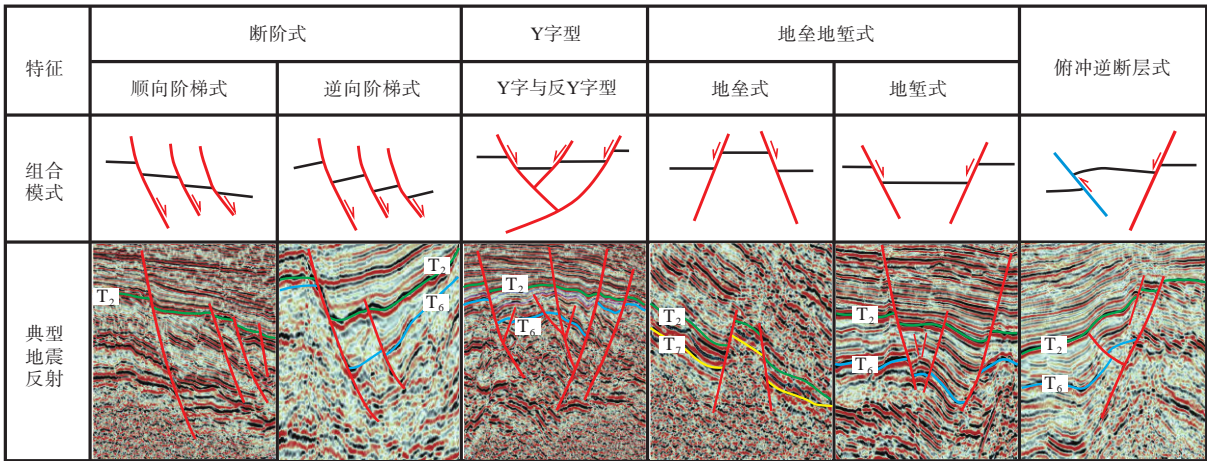 特征
断阶式
Y字型
地垒地堑式
俯冲逆断层式
顺向阶梯式
逆向阶梯式
Y字与反Y字型
地垒式
地堑式
组合
模式
典型
地震
反射
T₂
T₂
T₆
T₂
T₆
T₂
T₇
T₂
T₆
T₂
T₆